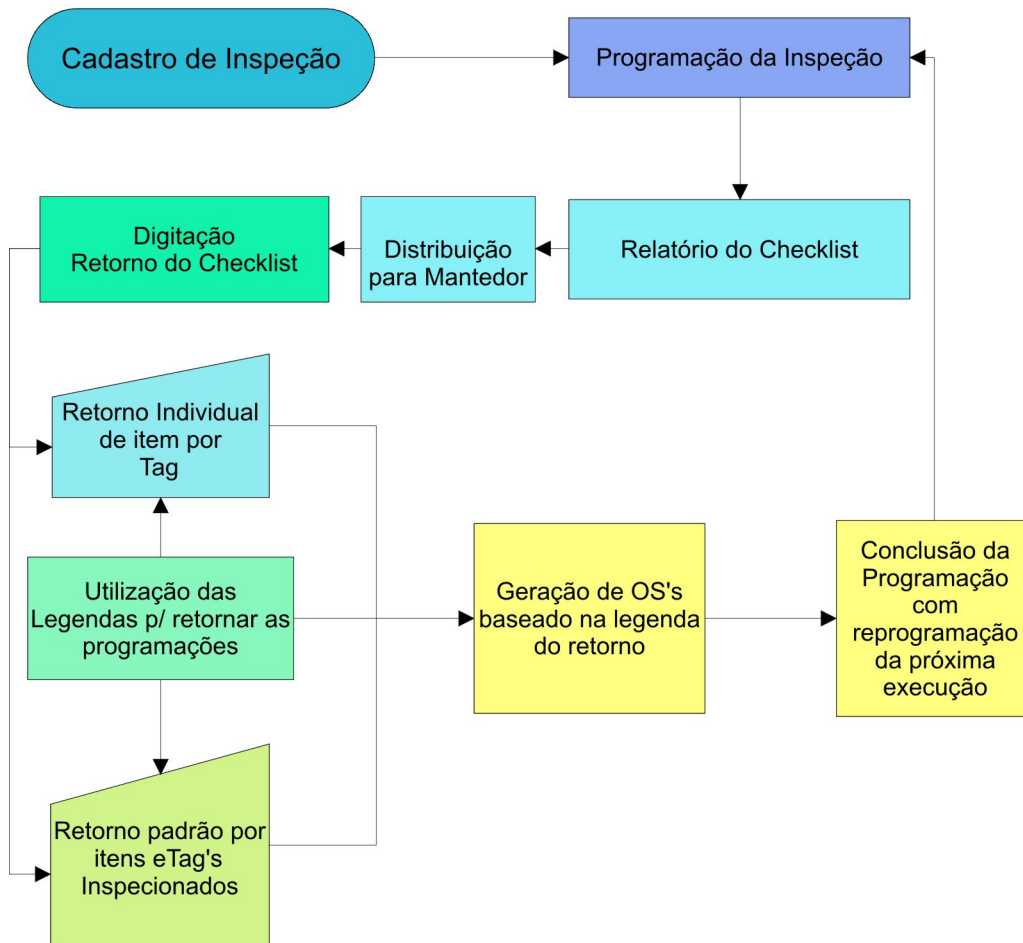 Cadastro de Inspeção
Programação da Inspeção
Digitação
Retorno do Checklist
Distribuição
para Mantedor
Relatório do Checklist
Retorno Individual
de item por
Tag
Utilização das
Legendas p/ retornar as
programações
Geração de OS's
baseado na legenda
do retorno
Conclusão da
Programação
com
reprogramação
da próxima
execução
Retorno padrão por
itens eTag's
Inspecionados